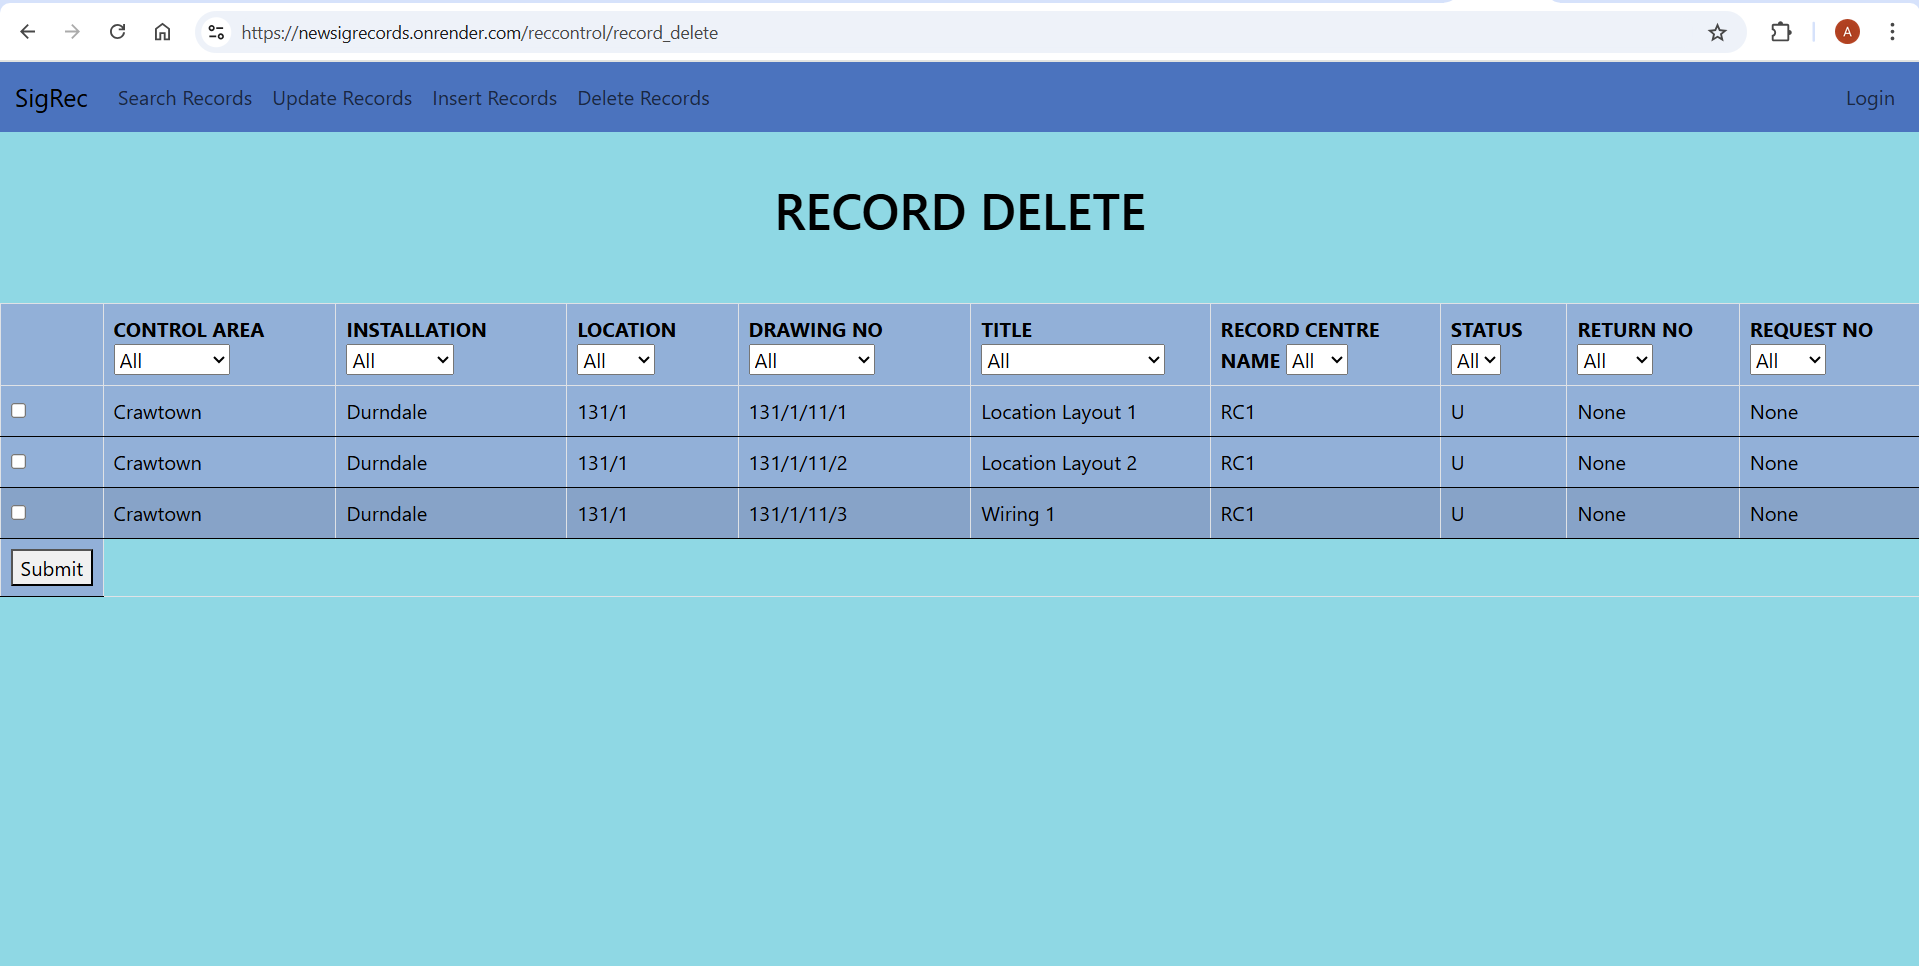 https://newsigrecords.onrender.com/reccontrol/record_delete
A
SigRec Search Records Update Records Insert Records Delete Records Login
RECORD DELETE
CONTROL AREA INSTALLATION LOCATION DRAWING NO TITLE RECORD CENTRE STATUS RETURN NO REQUEST NO
All All All All All NAME All All All All
Crawtown Durndale 131/1 131/1/11/1 Location Layout 1 RC1 U None None
Crawtown Durndale 131/1 131/1/11/2 Location Layout 2 RC1 U None None
Crawtown Durndale 131/1 131/1/11/3 Wiring 1 RC1 U None None
Submit